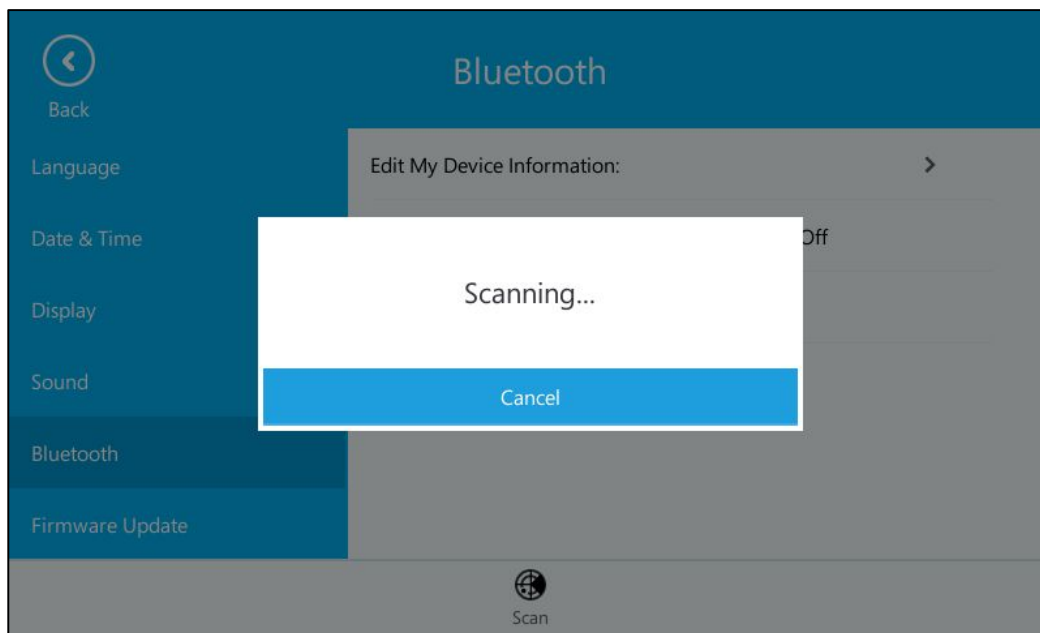 Bluetooth
Back
Language
Edit My Device Information:
Date & Time
Off
Scanning...
Display
Sound
Cancel
Bluetooth
Firmware Update
Scan